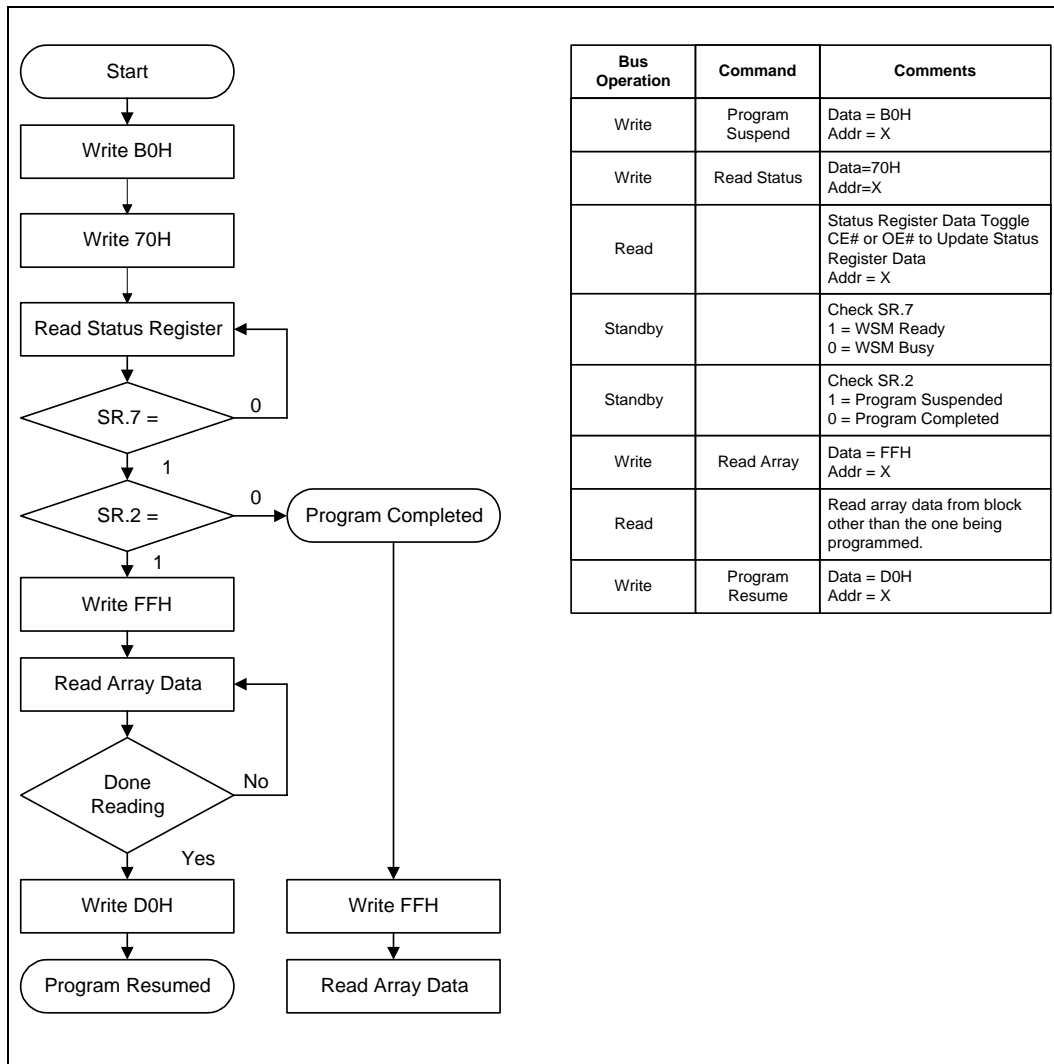 Start
Write B0H
Write 70H
Read Status Register
SR.7 =
0
1
SR.2 =
0
Program Completed
1
Write FFH
Read Array Data
Done
Reading
No
Yes
Write D0H
Write FFH
Program Resumed
Read Array Data
Bus
Operation
Command
Comments
Write
Program
Suspend
Data = B0H
Addr = X
Write
Read Status
Data=70H
Addr=X
Read
Status Register Data Toggle
CE# or OE# to Update Status
Register Data
Addr = X
Standby
Check SR.7
1 = WSM Ready
0 = WSM Busy
Standby
Check SR.2
1 = Program Suspended
0 = Program Completed
Write
Read Array
Data = FFH
Addr = X
Read
Read array data from block
other than the one being
programmed.
Write
Program
Resume
Data = D0H
Addr = X